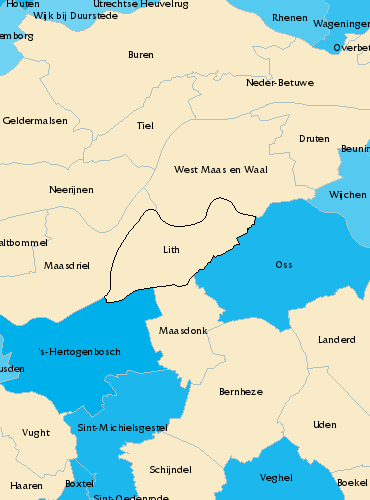 Houten
Utrechtse Heuvelrug
Wijk bij Duurstede
Rhenen
Wageningen
emborg
Overbet
Buren
Neder-Betuwe
Geldermalsen
Tiel
Druten
Beunin
West Maas en Waal
Neerijnen
Wijchen
altbommel
Lith
Maasdriel
Oss
Maasdonk
Landerd
's-Hertogenbosch
usden
Bernheze
Uden
Sint-Michielsgestel
Vught
Schijndel
Haaren
Boxtel
Veghel
Boekel
Sint-Oedenrode